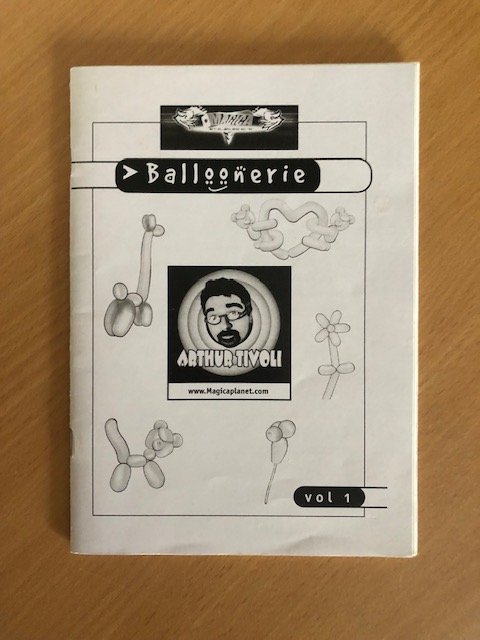 > Balloonerie
ARTHUR TIVOLI
www.Magicaplanet.com
vol 1